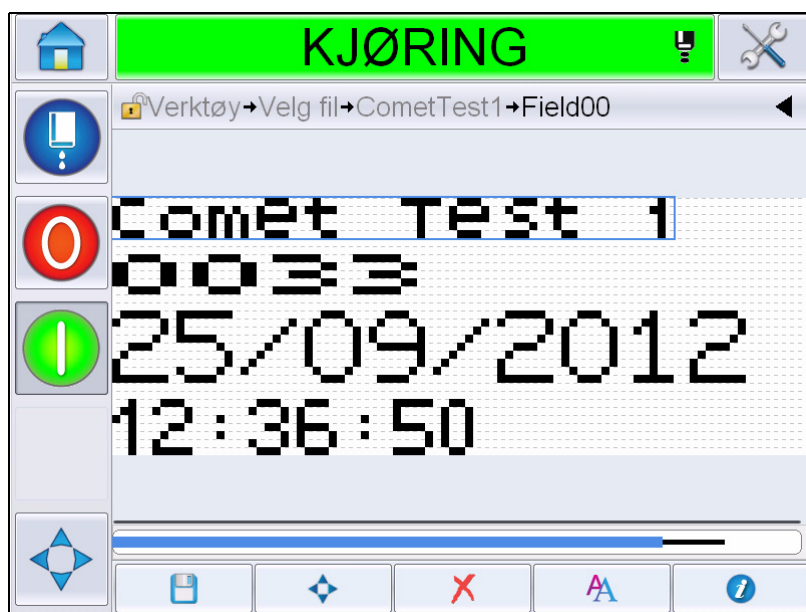 KJØRING
Verktøy→Velg fil→CometTest1→Field00
Comet Test 1
0033
25/09/2012
12:36:50